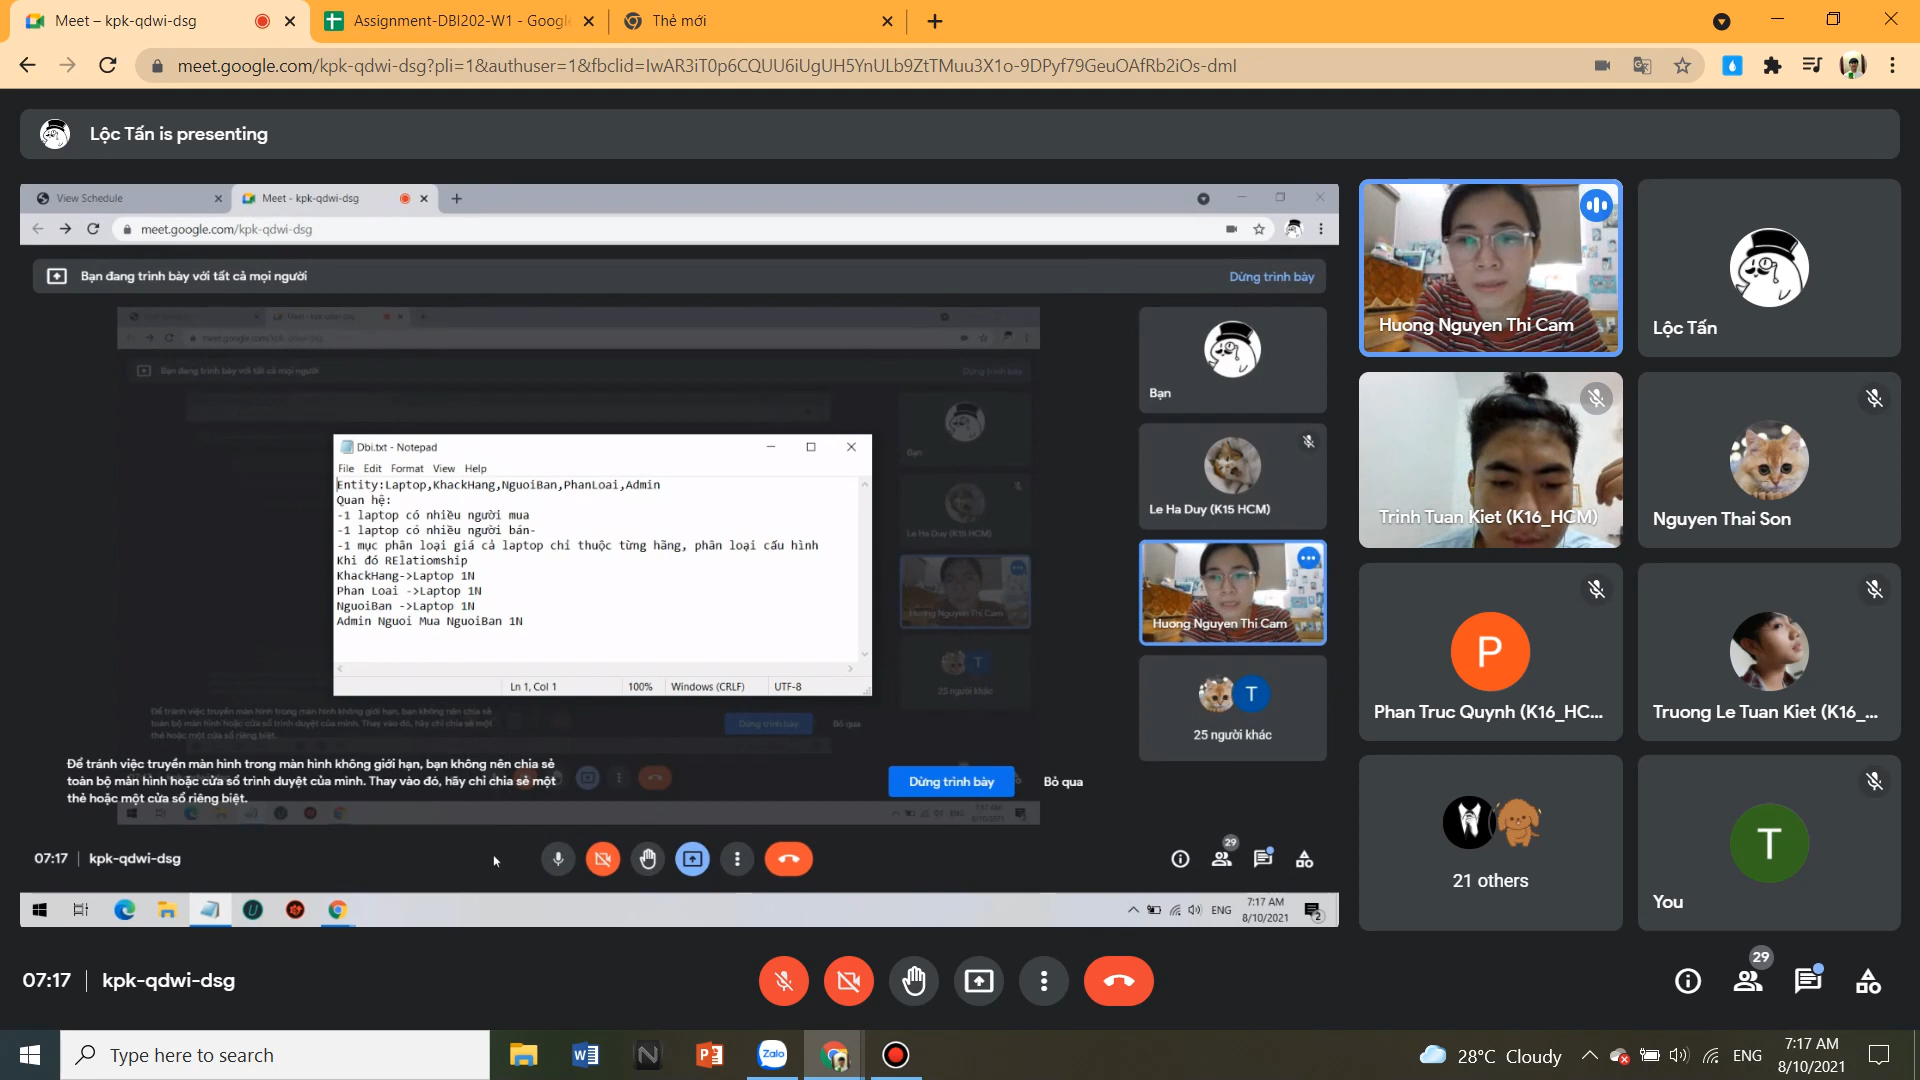 Meet – kpk-qdwi-dsg
Assignment-DBI202-W1 - Google
Thẻ mới
meet.google.com/kpk-qdwi-dsg?pli=1&authuser=1&fbclid=IwAR3iT0p6CQUU6iUgUH5YnULb9ZtTMuu3X1o-9DPyf79GeuOAfRb2iOs-dmI
Lộc Tấn is presenting
View Schedule
Meet - kpk-qdwi-dsg
meet.google.com/kpk-qdwi-dsg
Bạn đang trình bày với tất cả mọi người
Dừng trình bày
Bạn
Le Ha Duy (K15 HCM)
Huong Nguyen Thi Cam
25 người khác
Dbi.txt - Notepad
File Edit Format View Help
Entity:Laptop,KhackHang,NguoiBan,PhanLoai,Admin
Quan hệ:
-1 laptop có nhiều người mua
-1 laptop có nhiều người bán-
-1 mục phân loại giá cả laptop chỉ thuộc từng hãng, phân loại cấu hình
Khi đó RElatiomship
KhackHang->Laptop 1N
Phan Loai ->Laptop 1N
NguoiBan ->Laptop 1N
Admin Nguoi Mua NguoiBan 1N
Ln 1, Col 1
100%
Windows (CRLF)
UTF-8
Để tránh việc truyền màn hình trong màn hình không giới hạn, bạn không nên chia sẻ
toàn bộ màn hình hoặc cửa sổ trình duyệt của mình. Thay vào đó, hãy chỉ chia sẻ một
thẻ hoặc một cửa sổ riêng biệt.
Dừng trình bày
Bỏ qua
07:17 | kpk-qdwi-dsg
29
ENG
7:17 AM
8/10/2021
2
Huong Nguyen Thi Cam
Lộc Tấn
Trinh Tuan Kiet (K16_HCM)
Nguyen Thai Son
P
Phan Truc Quynh (K16_HC...
Truong Le Tuan Kiet (K16_...
21 others
T
You
07:17 | kpk-qdwi-dsg
29
Type here to search
Zalo
28°C Cloudy
ENG
7:17 AM
8/10/2021